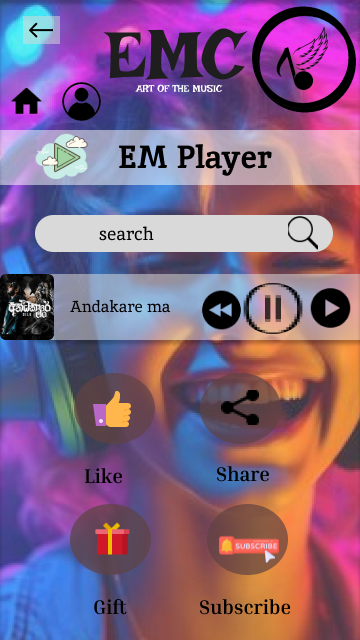 EMC
ART OF THE MUSIC
EM Player
search
Andakare ma
Like
Share
SUBSCRIBE
Gift
Subscribe